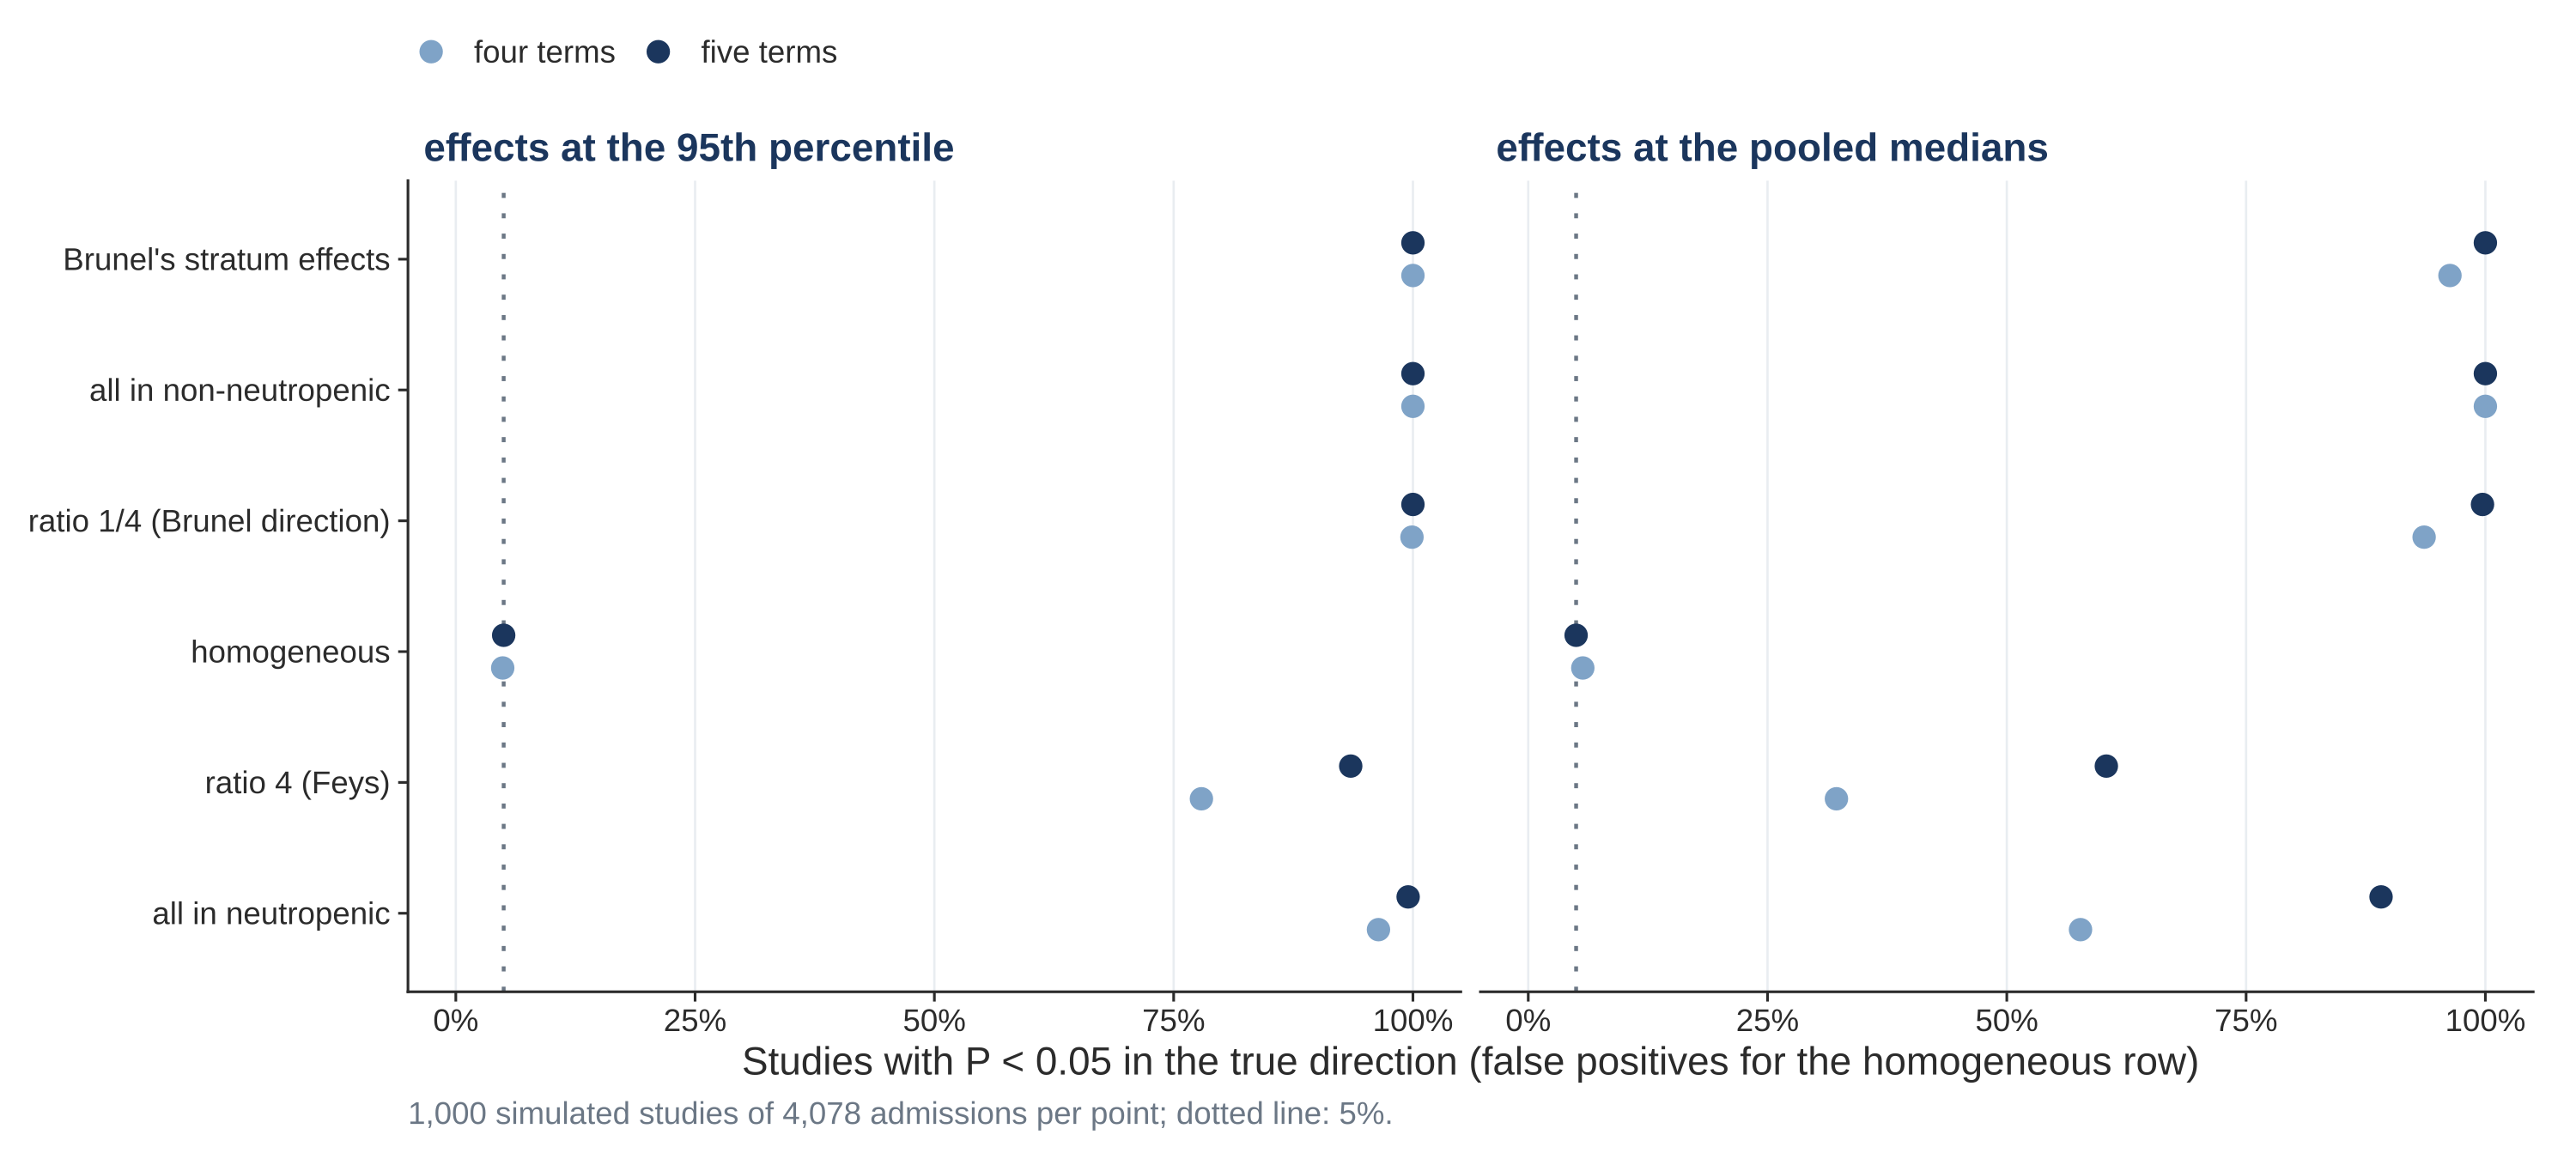 four terms five terms
effects at the 95th percentile effects at the pooled medians
Brunel's stratum effects
all in non-neutropenic
ratio 1/4 (Brunel direction)
homogeneous
ratio 4 (Feys)
all in neutropenic
0% 25% 50% 75% 100% 0% 25% 50% 75% 100%
Studies with P < 0.05 in the true direction (false positives for the homogeneous row)
1,000 simulated studies of 4,078 admissions per point; dotted line: 5%.